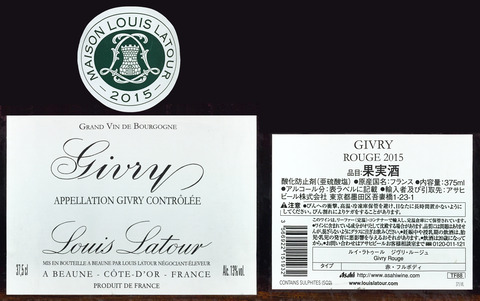 MAISON LOUIS LATOUR
2015
GRAND VIN DE BOURGOGNE
Givry
APPELLATION GIVRY CONTRÔLÉE
Louis Latour
MIS EN BOUTEILLE A BEAUNE PAR LOUIS LATOUR NÉGOCIANT ÉLEVEUR
37,5 cl A BEAUNE - CÔTE-D'OR - FRANCE Alc. 13% vol.
PRODUIT DE FRANCE
GIVRY
ROUGE 2015
品目:果実酒
酸化防止剤(亜硫酸塩) ●原産国名:フランス ●内容量:375ml
●アルコール分:表ラベルに記載 ●輸入者及び引取先:アサヒ
ビール株式会社 東京都墨田区吾妻橋1-23-1
ルイ・ラトゥール ジヴリ・ルージュ
Givry Rouge
タイプ 赤・フルボディ
Asahi http://www.asahiwine.com TF88
CONTAINS SULPHITES (SO2)